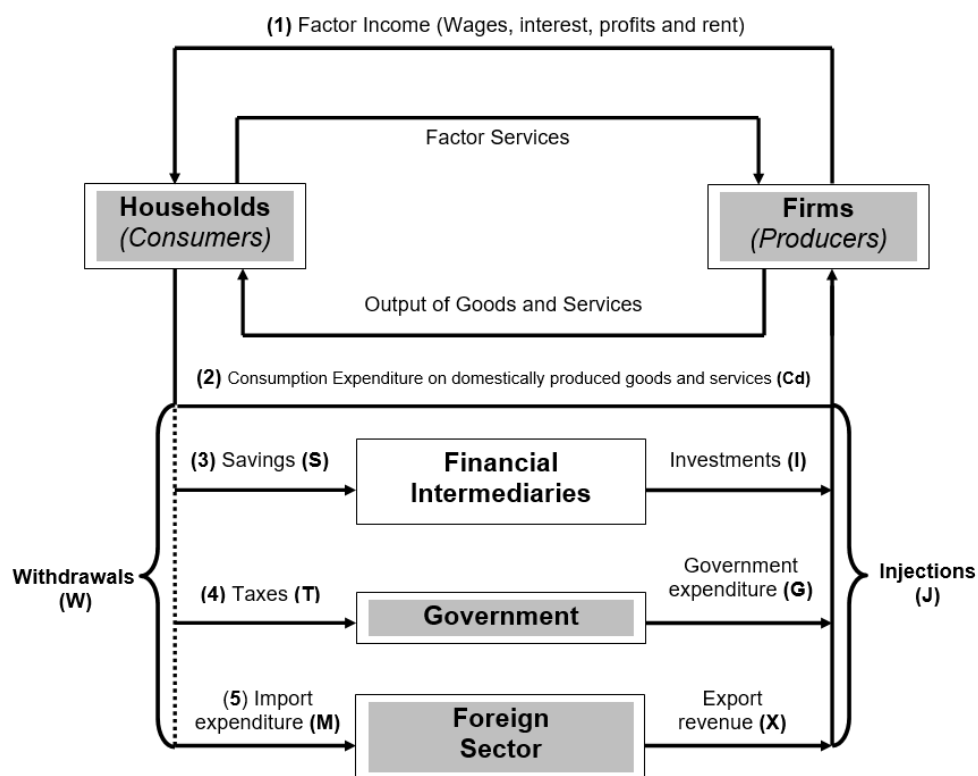 (1) Factor Income (Wages, interest, profits and rent)
Factor Services
Households
(Consumers)
Firms
(Producers)
Output of Goods and Services
(2) Consumption Expenditure on domestically produced goods and services (Cd)
(3) Savings (S)
Financial
Intermediaries
Investments (I)
Withdrawals
(W)
(4) Taxes (T)
Government
Government
expenditure (G)
Injections
(J)
(5) Import
expenditure (M)
Foreign
Sector
Export
revenue (X)